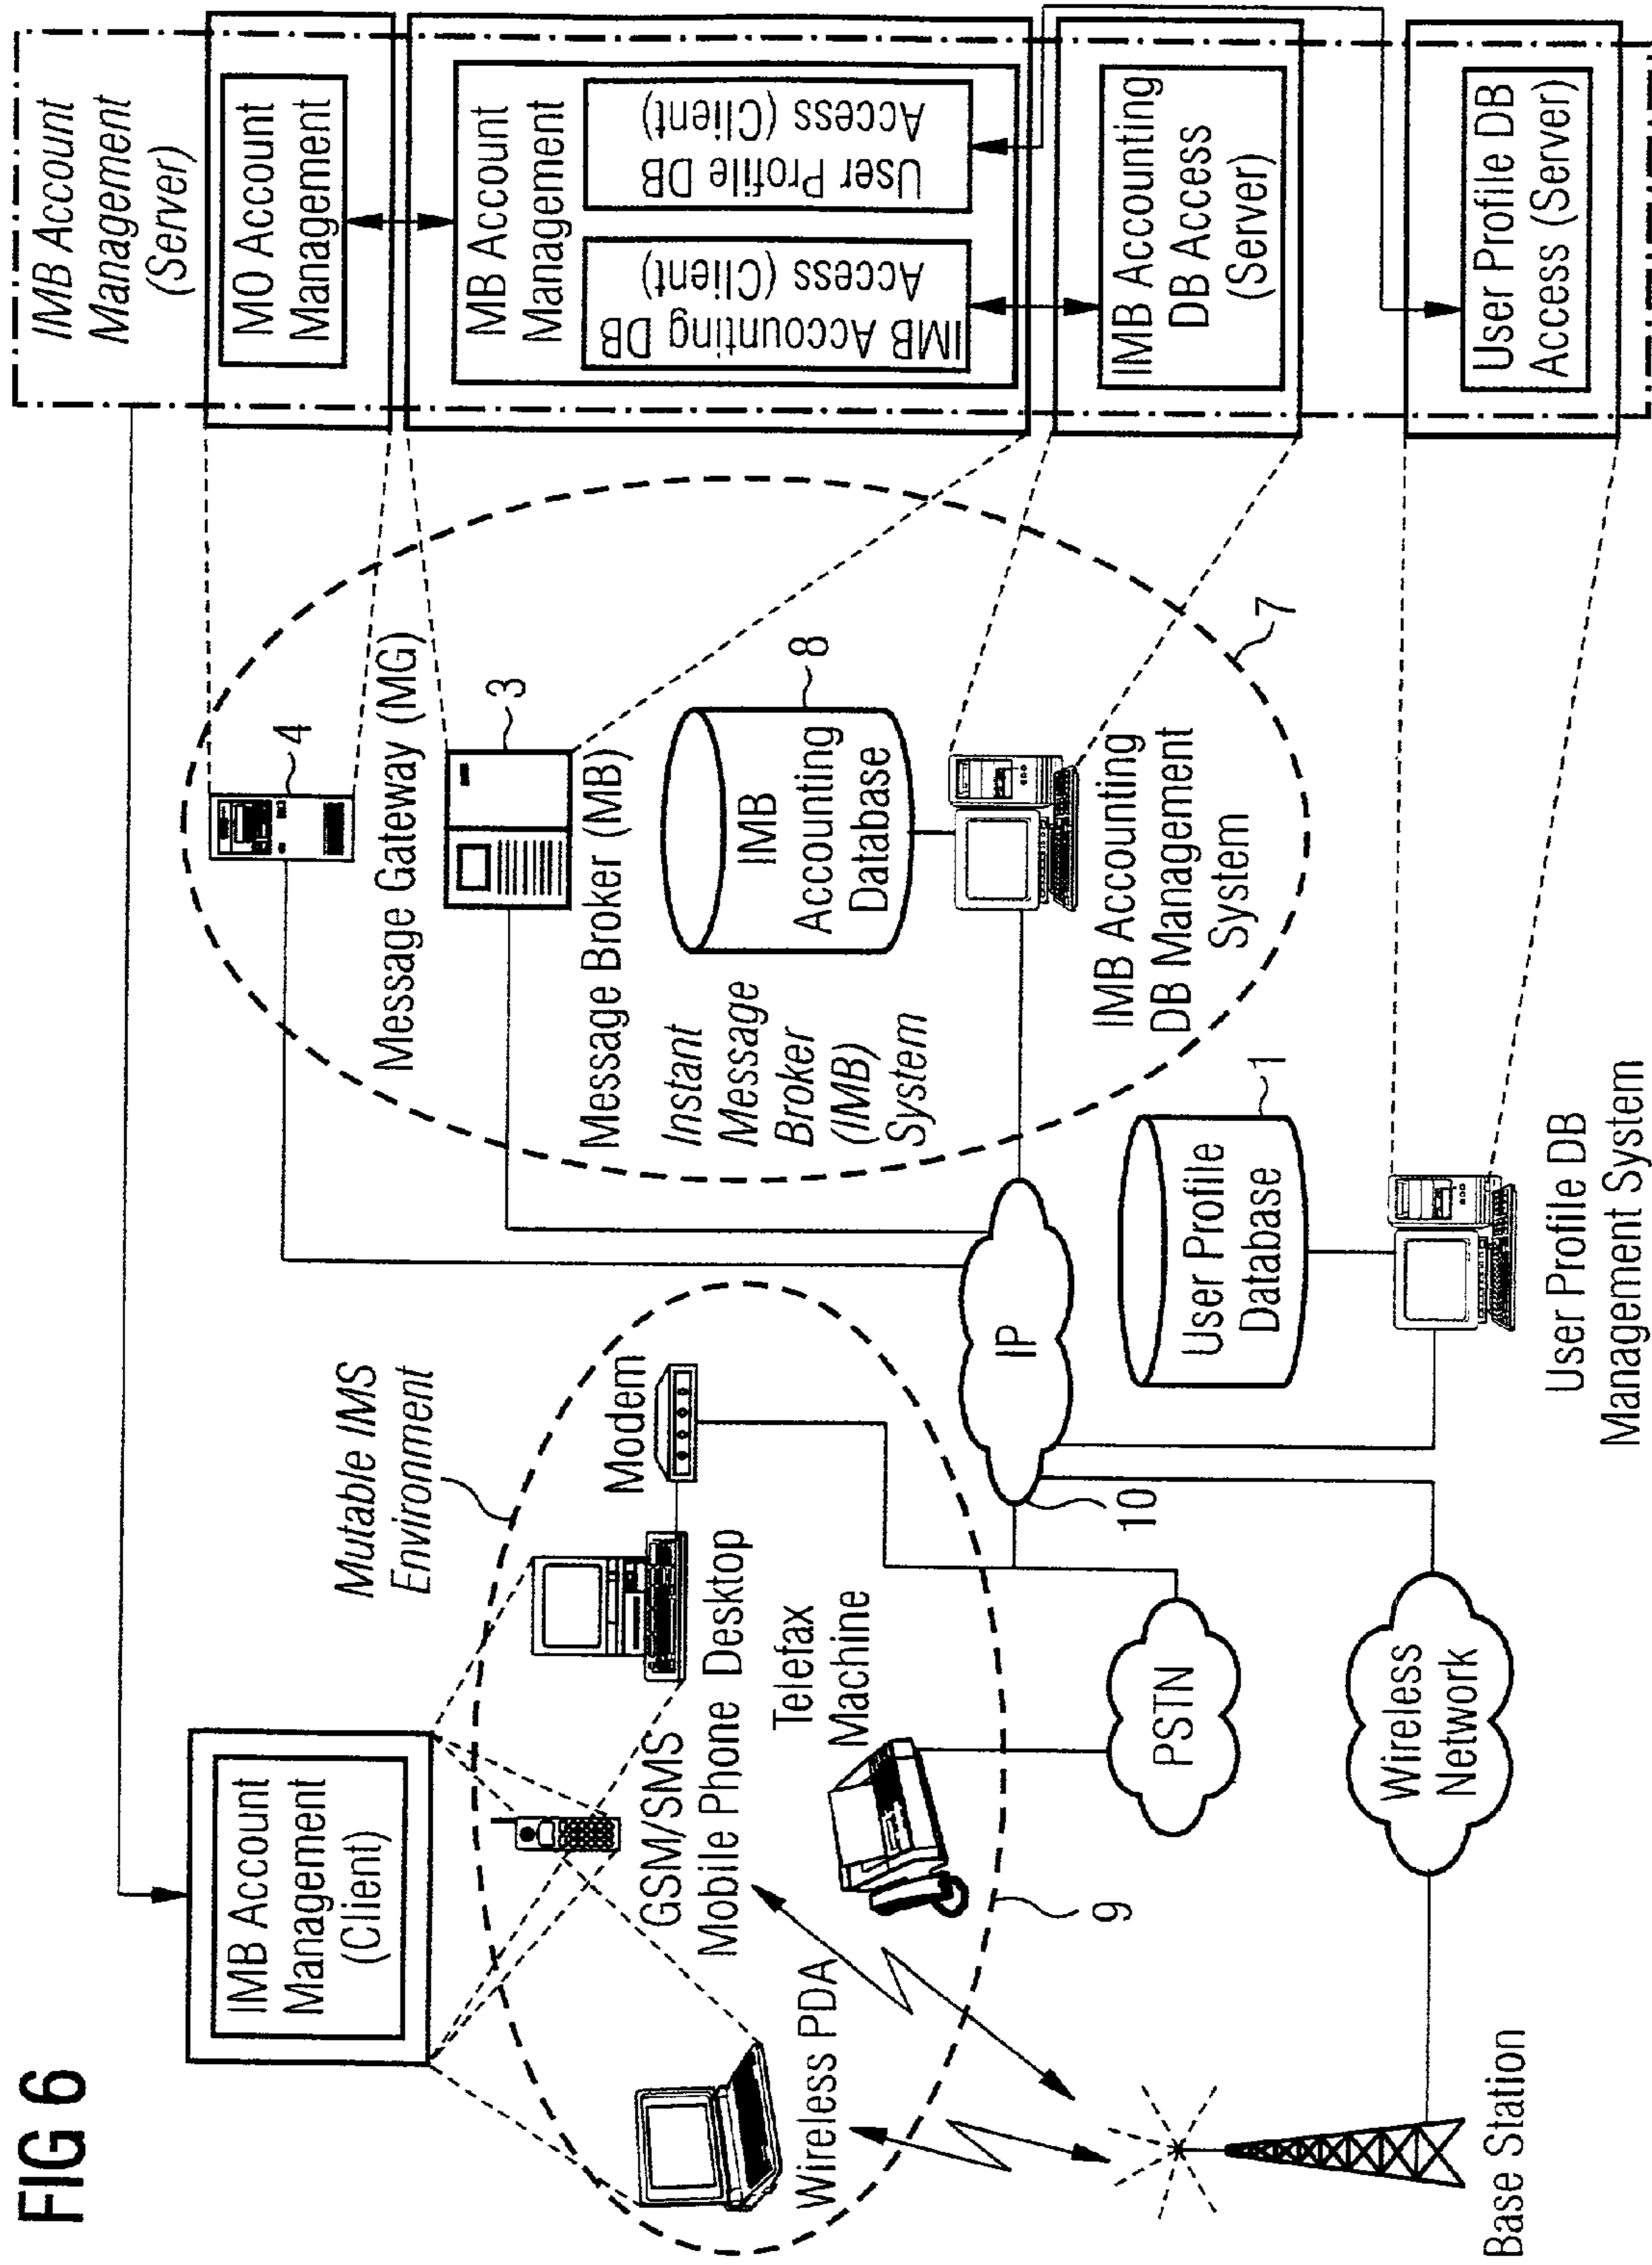 FIG 6
IMB Account
Management
(Client)
Mutable IMS
Environment
Modem
GSM/SMS
Mobile Phone
Desktop
Telefax
Machine
Wireless PDA
9
10
IP
PSTN
Wireless
Network
Base Station
4
Message Gateway (MG)
3
Message Broker (MB)
Instant
Message
Broker
(IMB)
System
8
IMB
Accounting
Database
IMB Accounting
DB Management
System
7
1
User Profile
Database
User Profile DB
Management System
IMB Account
Management
(Server)
MO Account
Management
MB Account
Management
IMB Accounting DB
Access (Client)
User Profile DB
Access (Client)
IMB Accounting
DB Access
(Server)
User Profile DB
Access (Server)